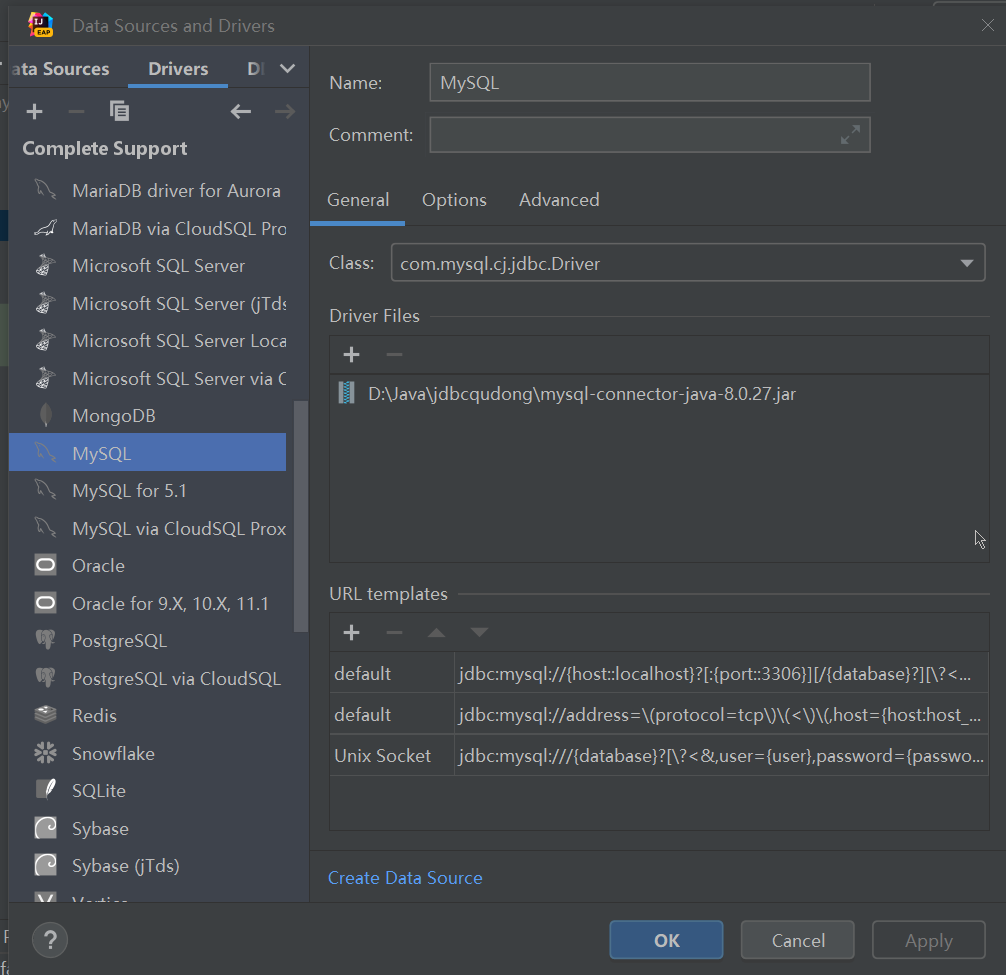 IJ
EAP
Data Sources and Drivers
ata Sources
Drivers
Complete Support
MariaDB driver for Aurora
MariaDB via CloudSQL Pro
Microsoft SQL Server
Microsoft SQL Server (jTds
Microsoft SQL Server Loca
Microsoft SQL Server via C
MongoDB
MySQL
MySQL for 5.1
MySQL via CloudSQL Prox
Oracle
Oracle for 9.X, 10.X, 11.1
PostgreSQL
PostgreSQL via CloudSQL
Redis
Snowflake
SQLite
Sybase
Sybase (jTds)
Name:
MySQL
Comment:
General
Options
Advanced
Class:
com.mysql.cj.jdbc.Driver
Driver Files
D:\Java\jdbcqudong\mysql-connector-java-8.0.27.jar
URL templates
default
jdbc:mysql://{host::localhost}?[:{port::3306}][/{database}?][\?<...
default
jdbc:mysql://address=\(protocol=tcp\)\(<\)\(,host={host:host_...
Unix Socket
jdbc:mysql:///{database}?[\?<&,user={user},password={passwo...
Create Data Source
?
OK
Cancel
Apply